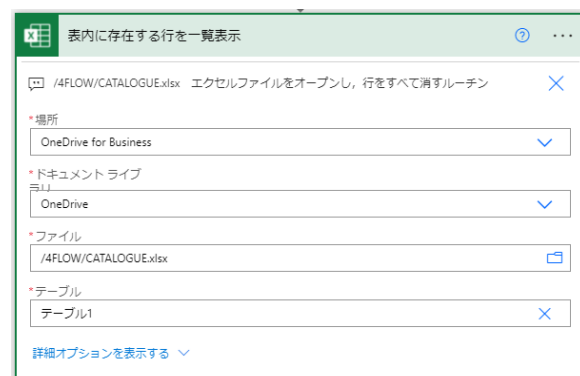 表内に存在する行を一覧表示
/4FLOW/CATALOGUE.xlsx エクセルファイルをオープンし，行をすべて消すルーチン
*場所
OneDrive for Business
*ドキュメント ライブ
ラリ
OneDrive
*ファイル
/4FLOW/CATALOGUE.xlsx
*テーブル
テーブル1
詳細オプションを表示する